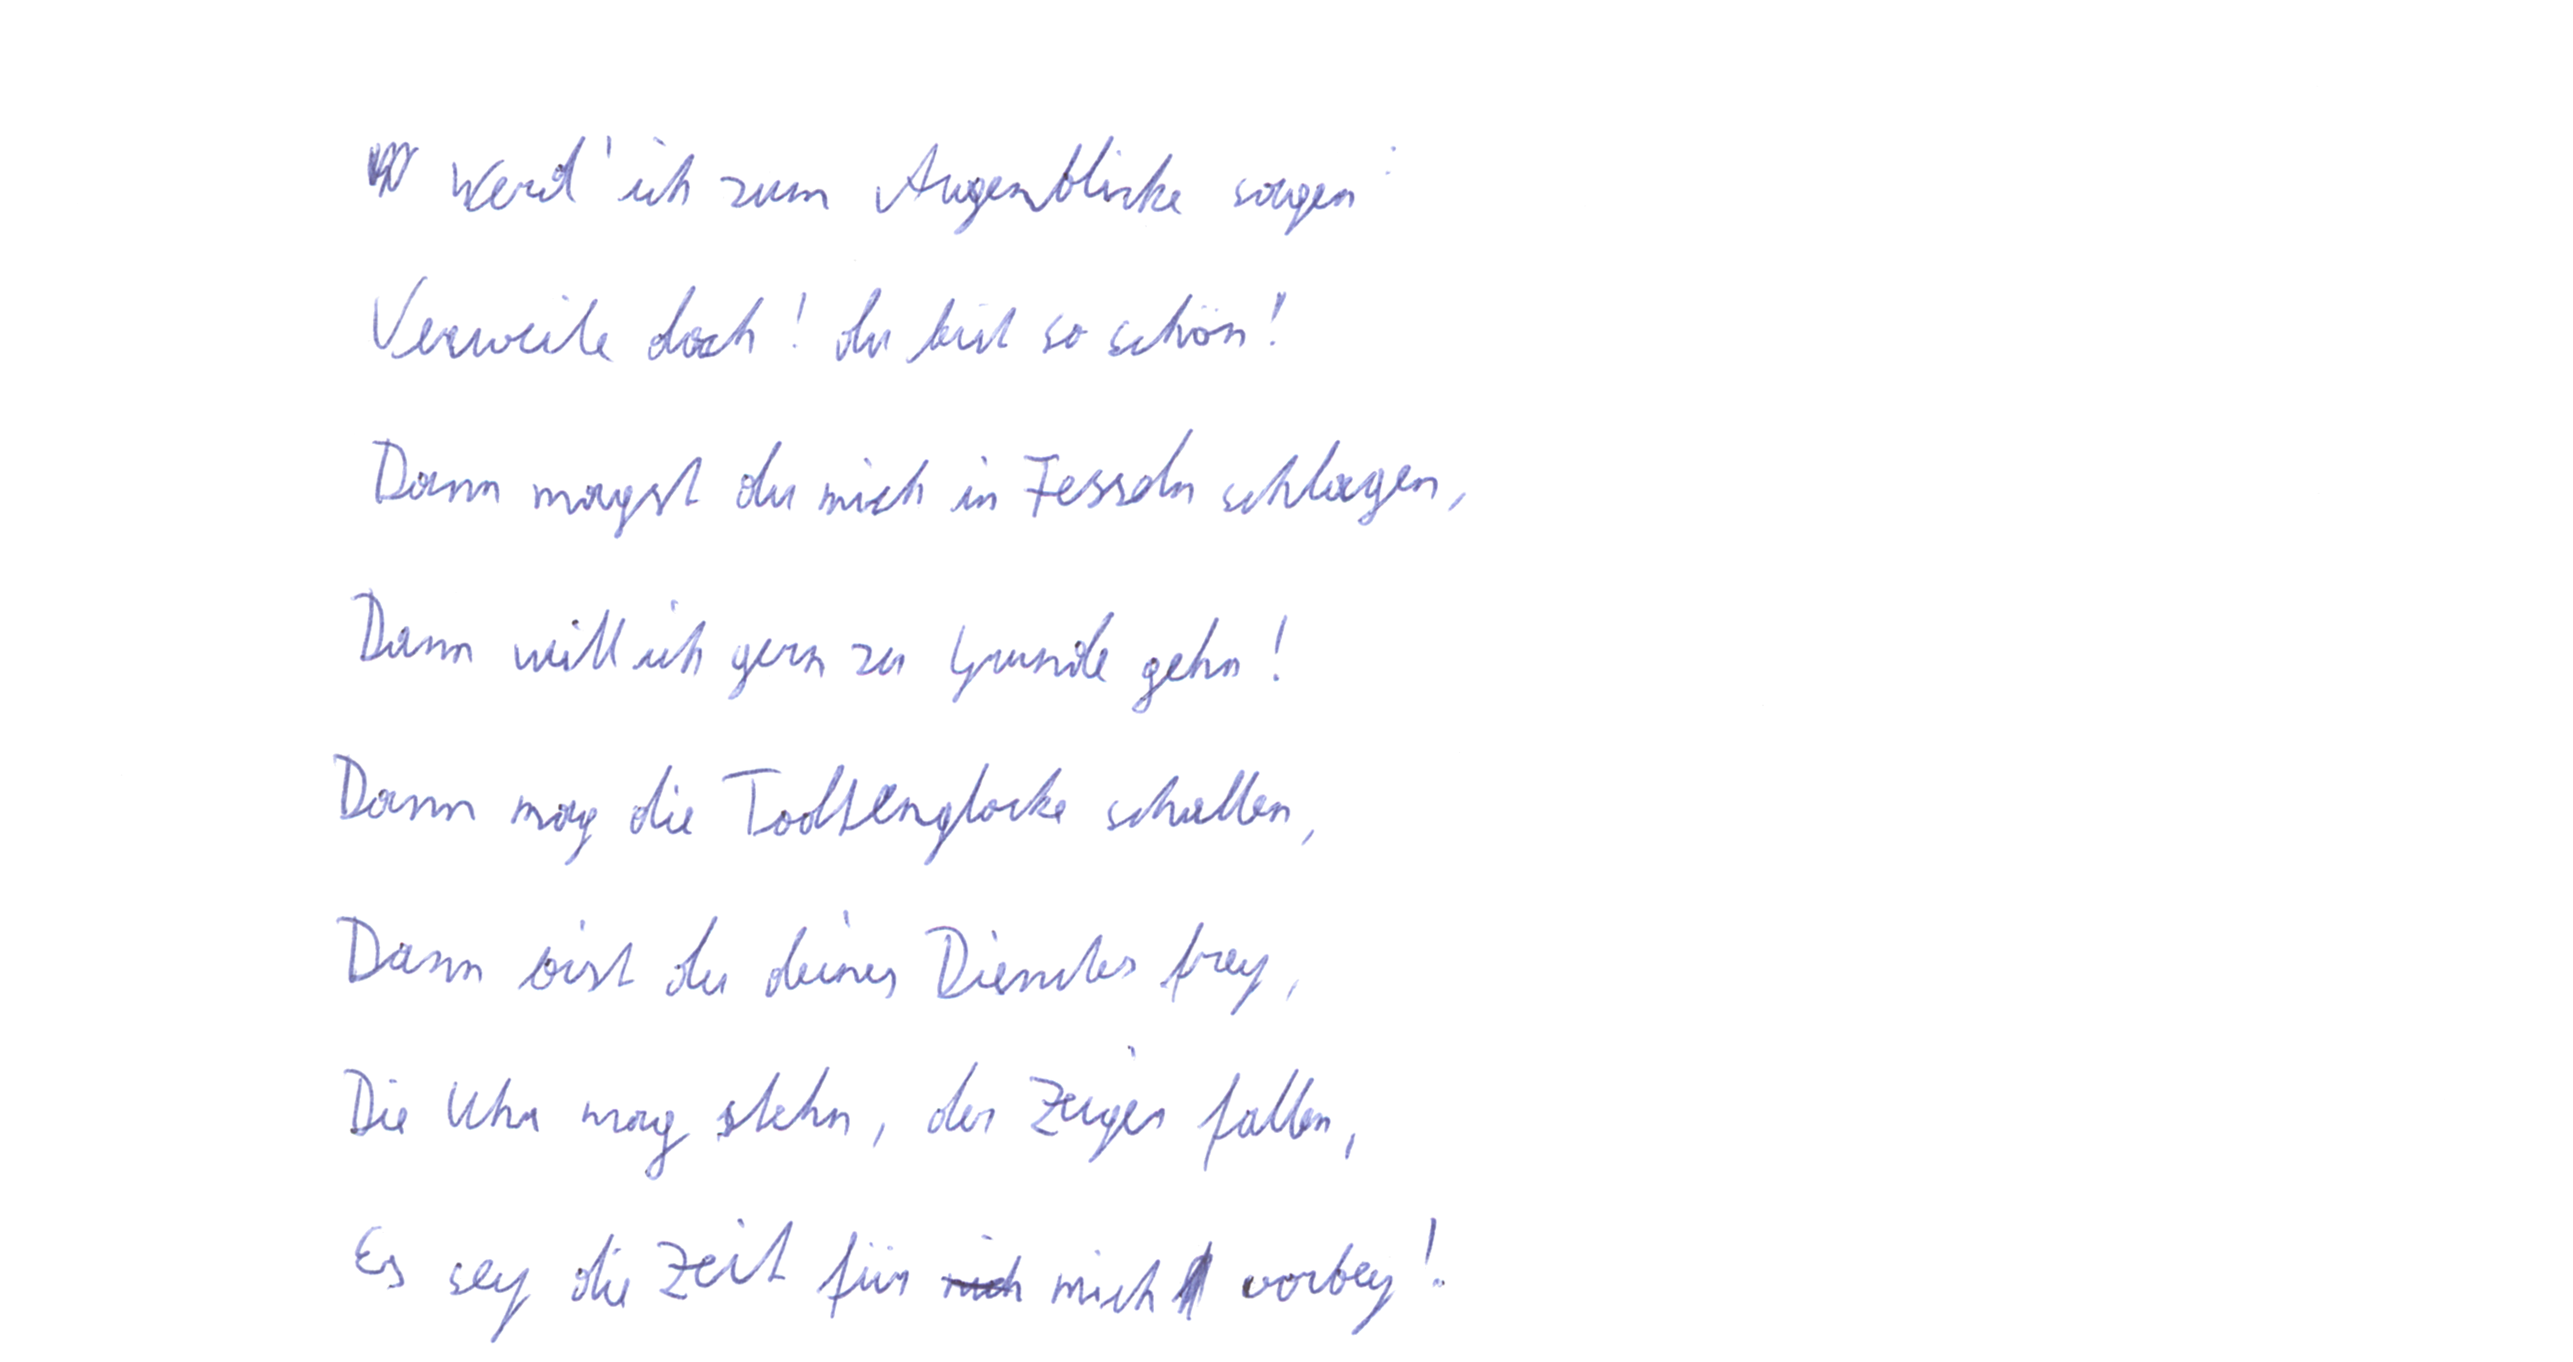 Werd' ich zum Augenblicke sagen:
Verweile doch! du bist so schön!
Dann magst du mich in Fesseln schlagen,
Dann will ich gern zu Grunde gehn!
Dann mag die Todtenglocke schallen,
Dann bist du deines Dienstes frey,
Die Uhr mag stehn, der Zeiger fallen,
Es sey die Zeit für mich vorbey!